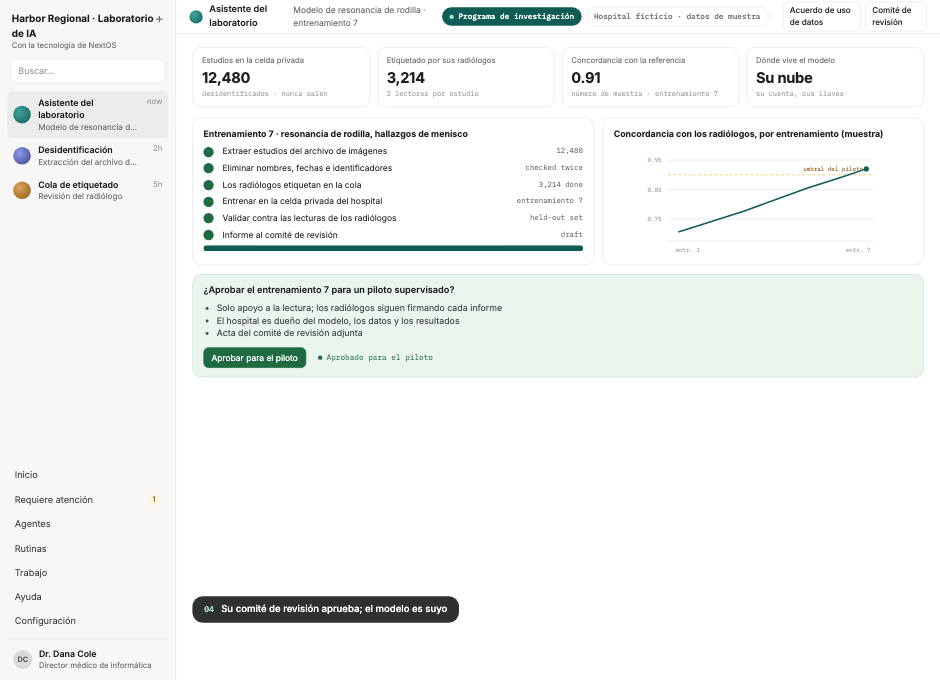 Harbor Regional · Laboratorio de IA
+
Con la tecnología de NextOS
Buscar...
Asistente del laboratorio
now
Modelo de resonancia d...
Desidentificación
2h
Extracción del archivo d...
Cola de etiquetado
5h
Revisión del radiólogo
Inicio
Requiere atención
1
Agentes
Rutinas
Trabajo
Ayuda
Configuración
DC
Dr. Dana Cole
Director médico de informática
Asistente del laboratorio
Modelo de resonancia de rodilla · entrenamiento 7
Programa de investigación
Hospital ficticio · datos de muestra
Acuerdo de uso de datos
Comité de revisión
Estudios en la celda privada
12,480
desidentificados · nunca salen
Etiquetado por sus radiólogos
3,214
2 lectores por estudio
Concordancia con la referencia
0.91
número de muestra · entrenamiento 7
Dónde vive el modelo
Su nube
su cuenta, sus llaves
Entrenamiento 7 · resonancia de rodilla, hallazgos de menisco
Extraer estudios del archivo de imágenes
12,480
Eliminar nombres, fechas e identificadores
checked twice
Los radiólogos etiquetan en la cola
3,214 done
Entrenar en la celda privada del hospital
entrenamiento 7
Validar contra las lecturas de los radiólogos
held-out set
Informe al comité de revisión
draft
Concordancia con los radiólogos, por entrenamiento (muestra)
0.95
umbral del piloto
0.85
0.75
entr. 1
entr. 7
¿Aprobar el entrenamiento 7 para un piloto supervisado?
• Solo apoyo a la lectura; los radiólogos siguen firmando cada informe
• El hospital es dueño del modelo, los datos y los resultados
• Acta del comité de revisión adjunta
Aprobar para el piloto
Aprobado para el piloto
04 Su comité de revisión aprueba; el modelo es suyo